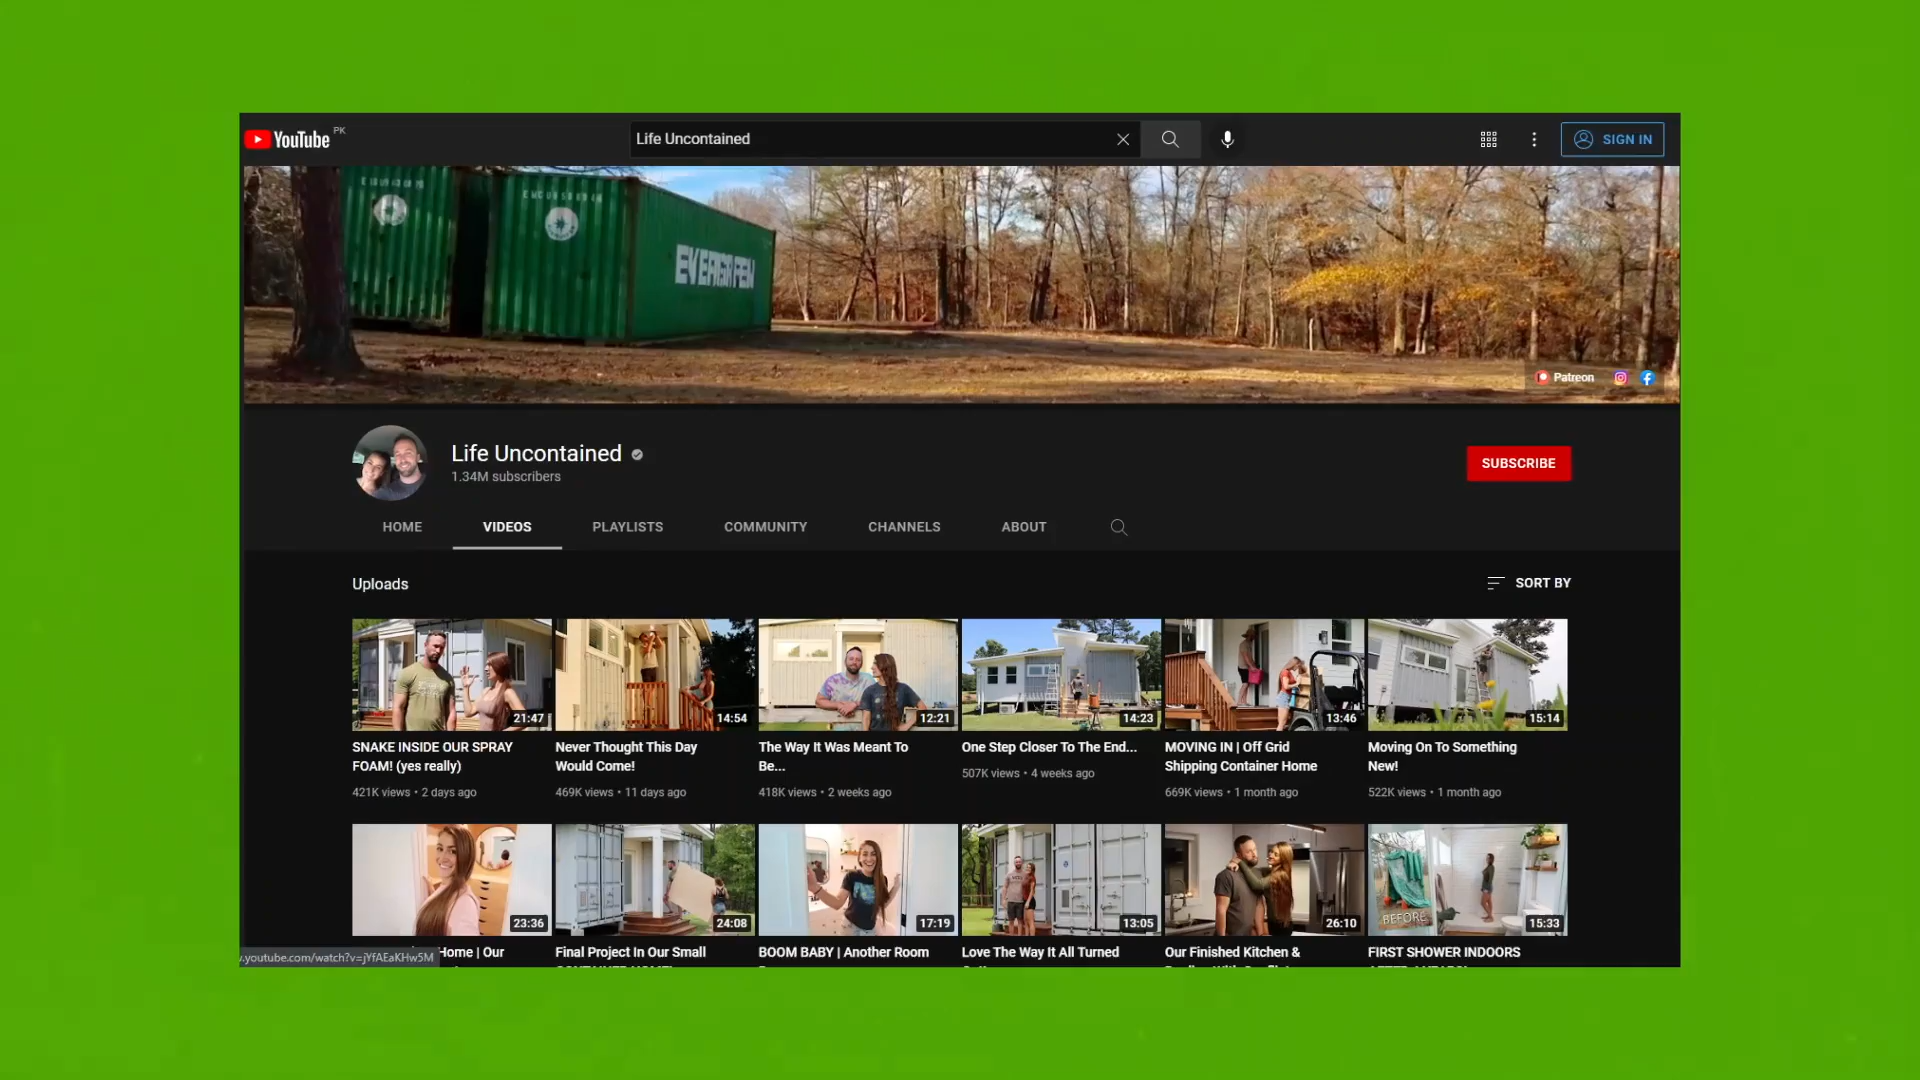 YouTube PK
Life Uncontained
SIGN IN
EVERGREEN
Patreon
Life Uncontained
1.34M subscribers
SUBSCRIBE
HOME VIDEOS PLAYLISTS COMMUNITY CHANNELS ABOUT
Uploads
SORT BY
21:47 14:54 12:21 14:23 13:46 15:14
SNAKE INSIDE OUR SPRAY
FOAM! (yes really)
421K views • 2 days ago
Never Thought This Day
Would Come!
469K views • 11 days ago
The Way It Was Meant To
Be...
418K views • 2 weeks ago
One Step Closer To The End...
507K views • 4 weeks ago
MOVING IN | Off Grid
Shipping Container Home
669K views • 1 month ago
Moving On To Something
New!
522K views • 1 month ago
BEFORE
23:36 24:08 17:19 13:05 26:10 15:33
Home | Our
Final Project In Our Small
BOOM BABY | Another Room
Love The Way It All Turned
Our Finished Kitchen &
FIRST SHOWER INDOORS
.youtube.com/watch?v=jYfAEaKHw5M